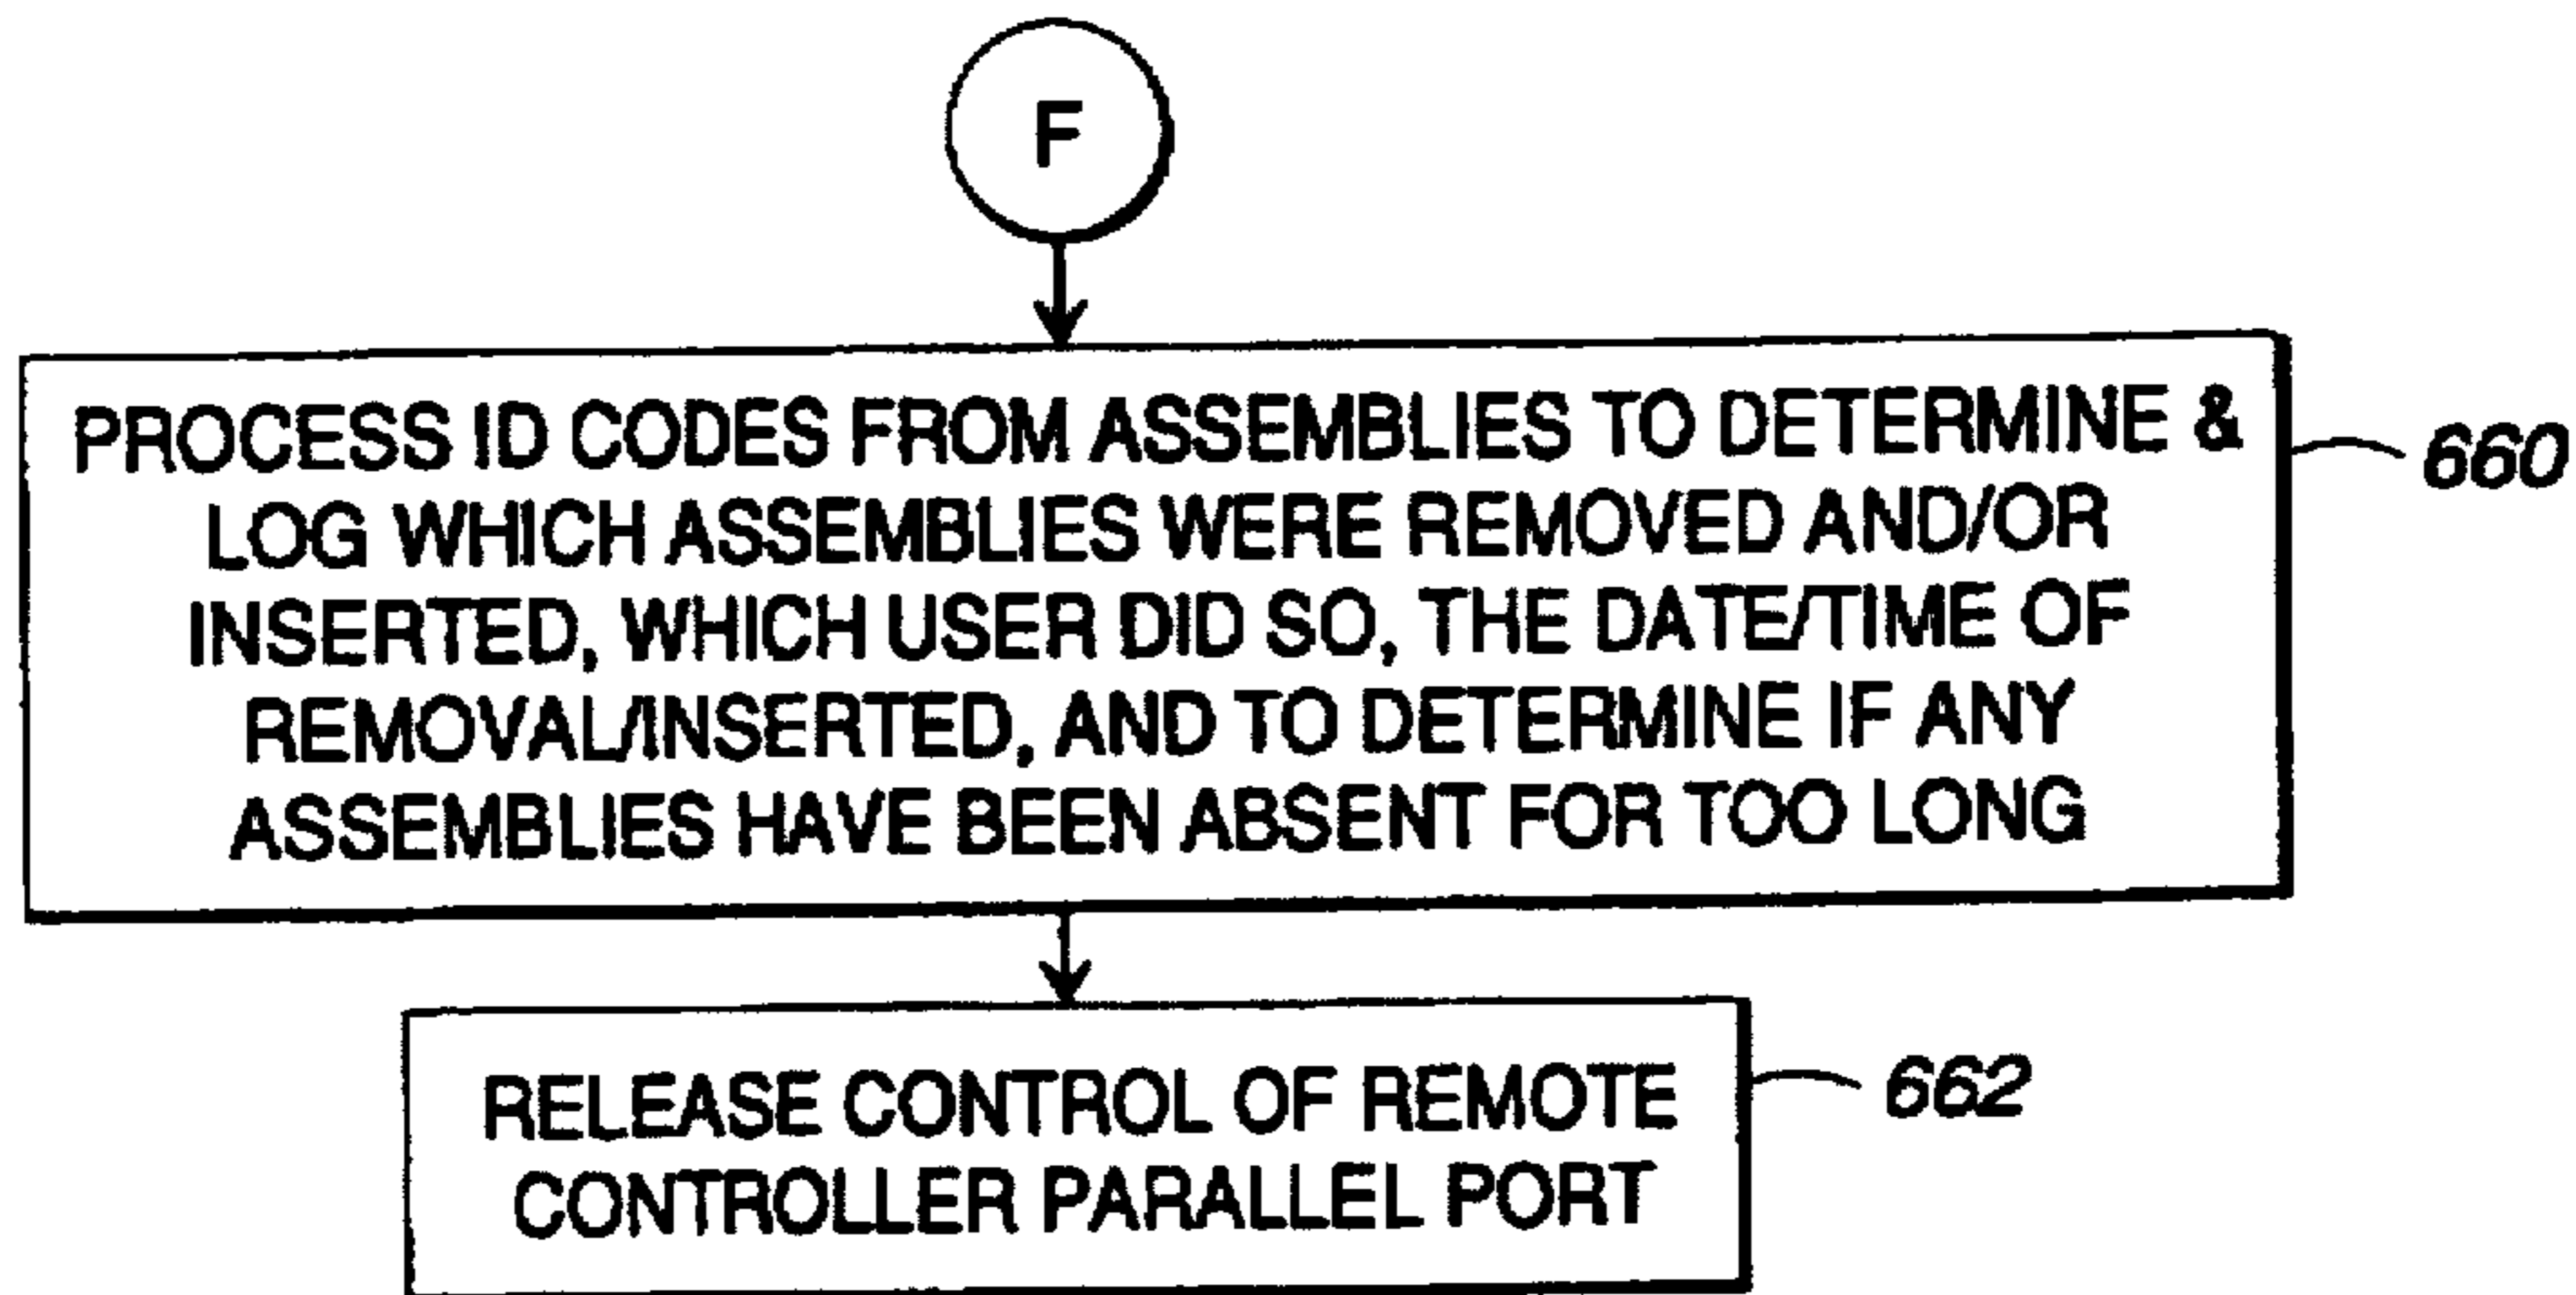 F
PROCESS ID CODES FROM ASSEMBLIES TO DETERMINE &
LOG WHICH ASSEMBLIES WERE REMOVED AND/OR
INSERTED, WHICH USER DID SO, THE DATE/TIME OF
REMOVAL/INSERTED, AND TO DETERMINE IF ANY
ASSEMBLIES HAVE BEEN ABSENT FOR TOO LONG
660
RELEASE CONTROL OF REMOTE
CONTROLLER PARALLEL PORT
662